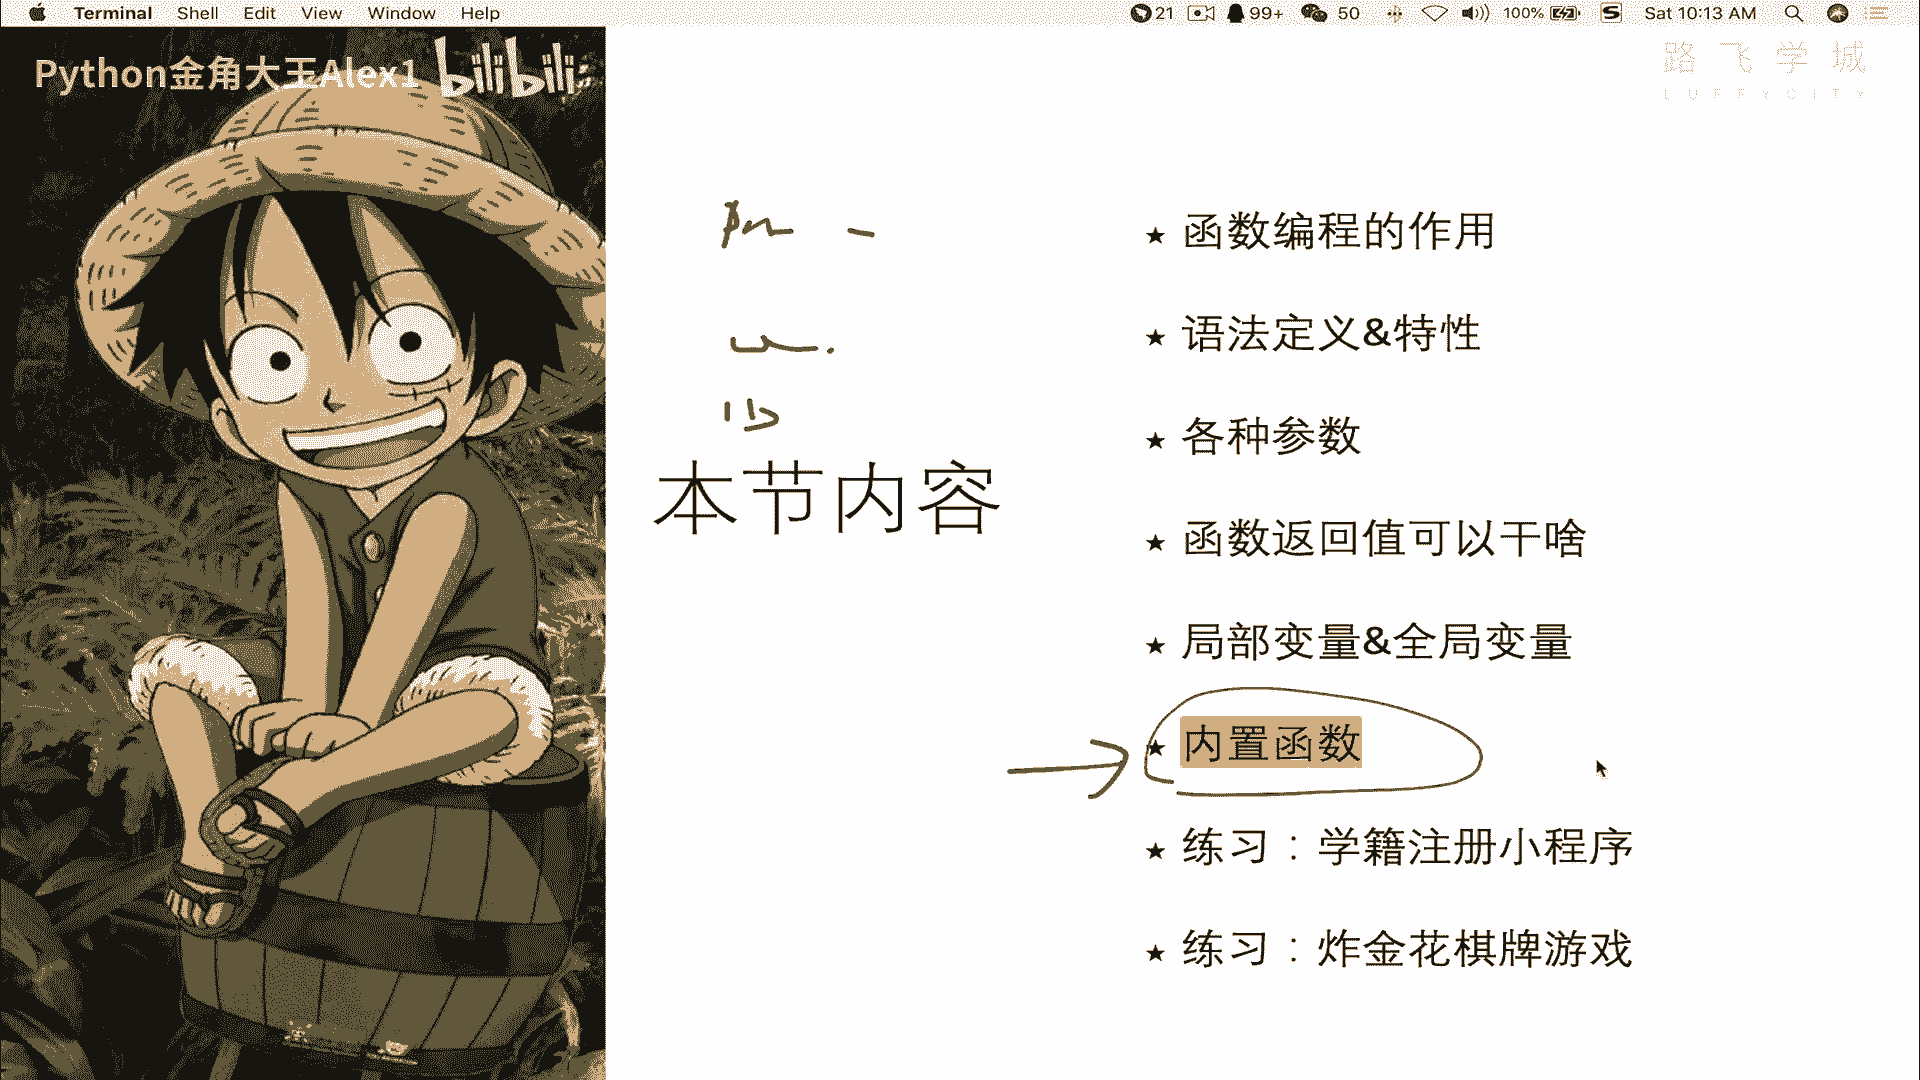 Terminal Shell Edit View Window Help 21 99+ 50 100% Sat 10:13 AM
Python金角大王Alex1 bilibili
路飞学城
LUFFYCITY
本节内容
★ 函数编程的作用
★ 语法定义&特性
★ 各种参数
★ 函数返回值可以干啥
★ 局部变量&全局变量
★ 内置函数
★ 练习：学籍注册小程序
★ 练习：炸金花棋牌游戏